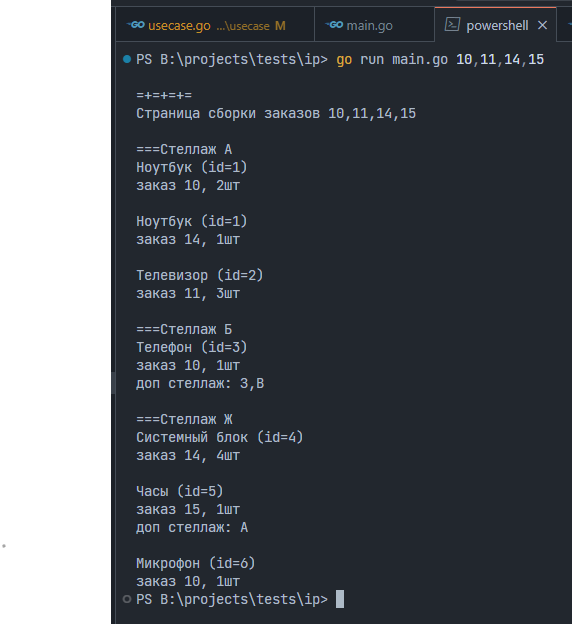 usecase.go ...\usecase M
main.go
powershell
PS B:\projects\tests\ip> go run main.go 10,11,14,15
=+=+=+=
Страница сборки заказов 10,11,14,15
===Стеллаж А
Ноутбук (id=1)
заказ 10, 2шт
Ноутбук (id=1)
заказ 14, 1шт
Телевизор (id=2)
заказ 11, 3шт
===Стеллаж Б
Телефон (id=3)
заказ 10, 1шт
доп стеллаж: З,В
===Стеллаж Ж
Системный блок (id=4)
заказ 14, 4шт
Часы (id=5)
заказ 15, 1шт
доп стеллаж: А
Микрофон (id=6)
заказ 10, 1шт
PS B:\projects\tests\ip>